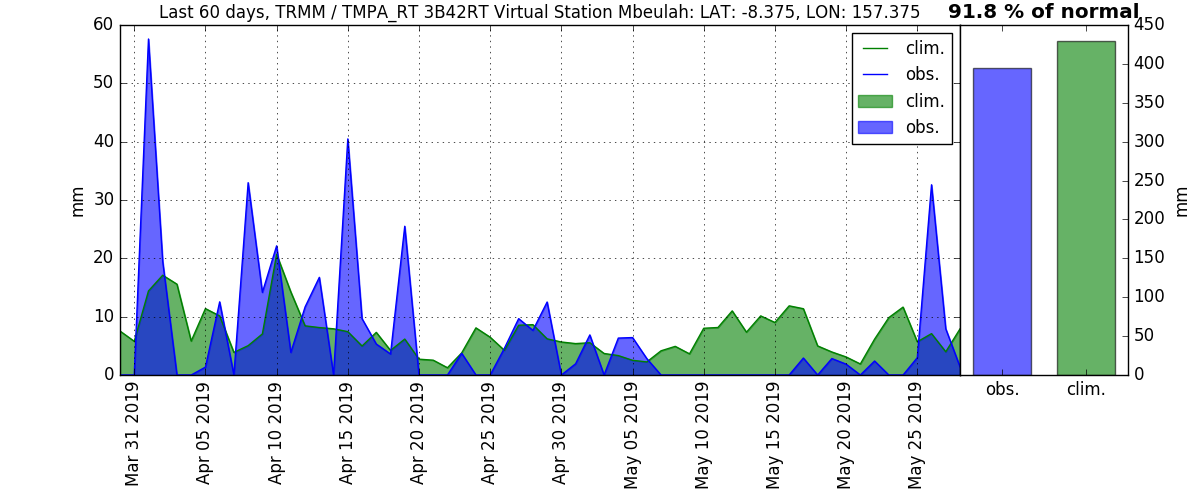 Last 60 days, TRMM / TMPA_RT 3B42RT Virtual Station Mbeulah: LAT: -8.375, LON: 157.375
91.8 % of normal
60
50
40
30
20
10
0
mm
clim.
obs.
clim.
obs.
450
400
350
300
250
200
150
100
50
0
mm
obs.
clim.
Mar 31 2019
Apr 05 2019
Apr 10 2019
Apr 15 2019
Apr 20 2019
Apr 25 2019
Apr 30 2019
May 05 2019
May 10 2019
May 15 2019
May 20 2019
May 25 2019